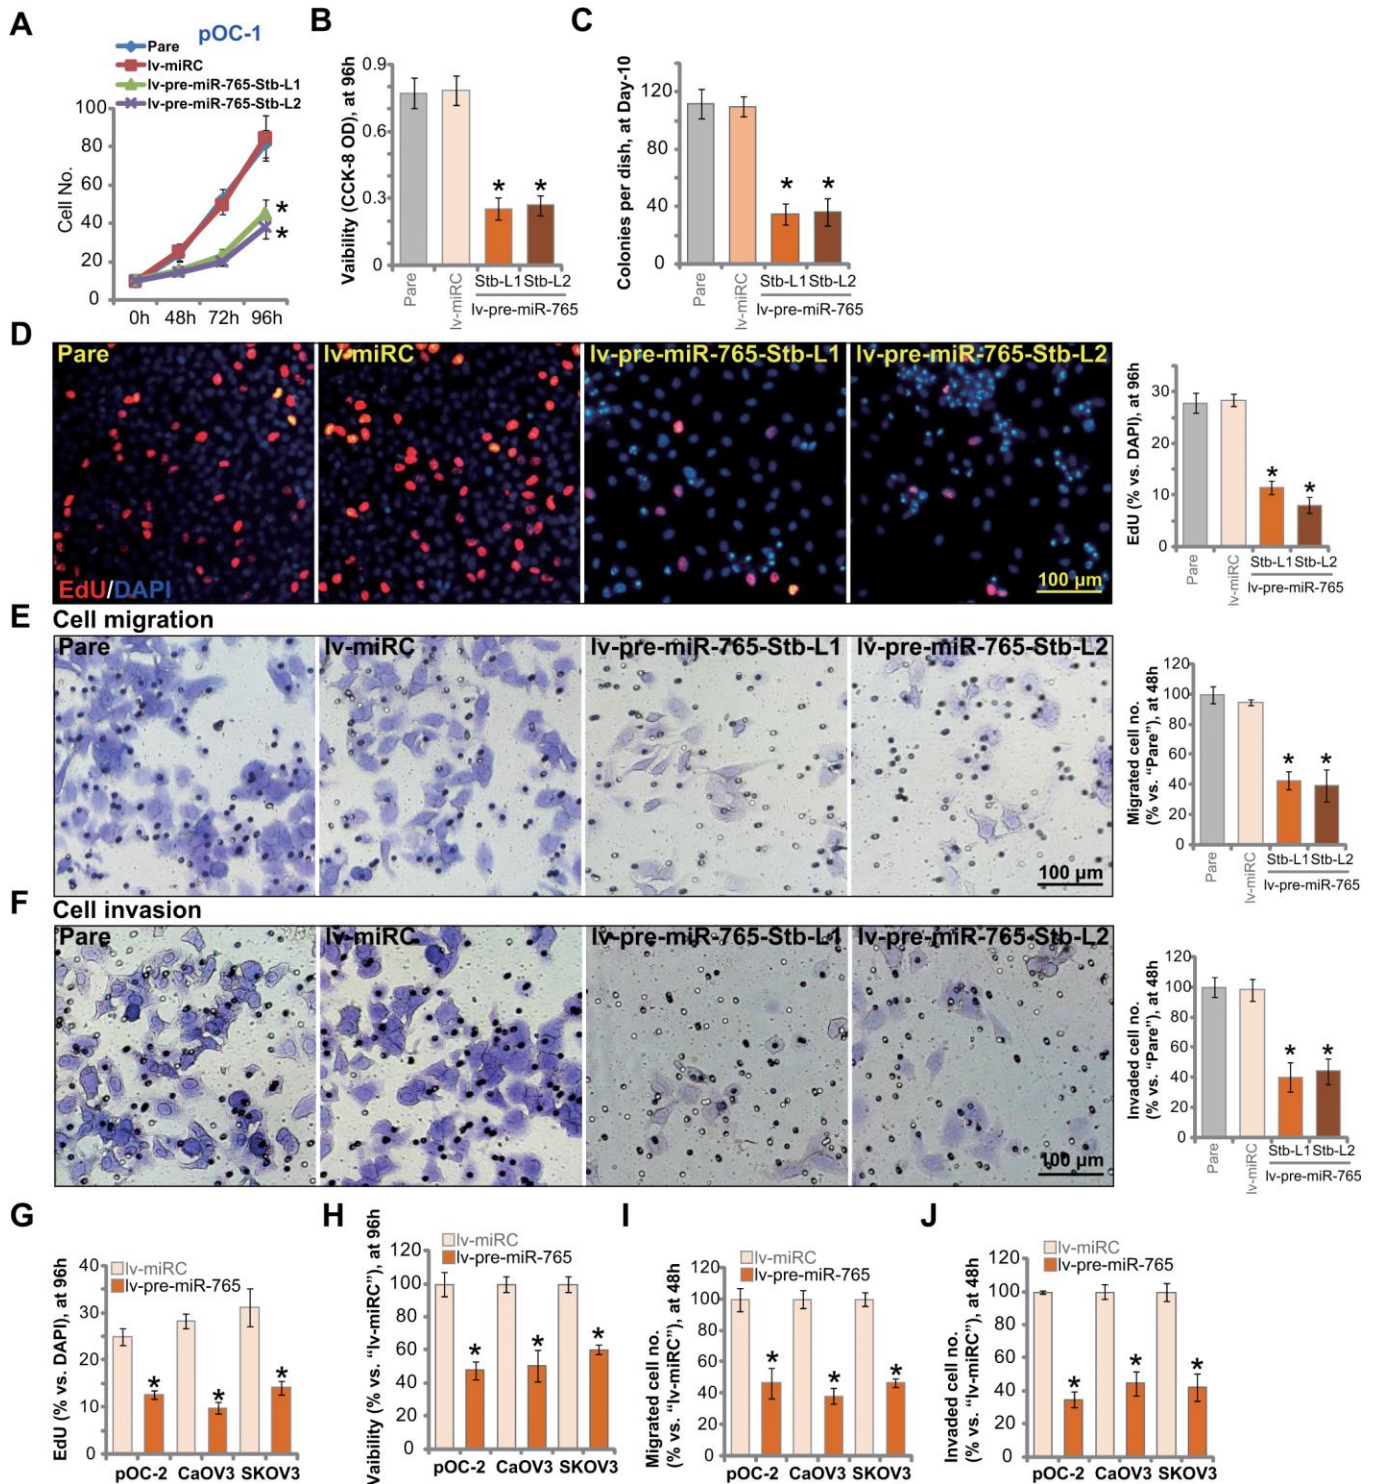 A
pOC-1
Pare
lv-miRC
lv-pre-miR-765-Stb-L1
lv-pre-miR-765-Stb-L2
Cell No.
100
80
60
40
20
0
0h 48h 72h 96h
*
*
B
Vaibility (CCK-8 OD), at 96h
0.9
0.6
0.3
0
* *
Pare
lv-miRC
Stb-L1 Stb-L2
lv-pre-miR-765
C
Colonies per dish, at Day-10
120
80
40
0
* *
Pare
lv-miRC
Stb-L1 Stb-L2
lv-pre-miR-765
D
Pare
lv-miRC
lv-pre-miR-765-Stb-L1
lv-pre-miR-765-Stb-L2
EdU/DAPI
100 µm
EdU (% vs. DAPI), at 96h
30
20
10
0
* *
Pare
lv-miRC
Stb-L1 Stb-L2
lv-pre-miR-765
E
Cell migration
Pare
lv-miRC
lv-pre-miR-765-Stb-L1
lv-pre-miR-765-Stb-L2
100 µm
Migrated cell no.
(% vs. “Pare”), at 48h
120
100
80
60
40
20
0
* *
Pare
lv-miRC
Stb-L1 Stb-L2
lv-pre-miR-765
F
Cell invasion
Pare
lv-miRC
lv-pre-miR-765-Stb-L1
lv-pre-miR-765-Stb-L2
100 µm
Invaded cell no.
(% vs. “Pare”), at 48h
120
100
80
60
40
20
0
* *
Pare
lv-miRC
Stb-L1 Stb-L2
lv-pre-miR-765
G
EdU (% vs. DAPI), at 96h
lv-miRC
lv-pre-miR-765
40
30
20
10
0
* * *
pOC-2 CaOV3 SKOV3
H
Vaibility (% vs. “lv-miRC”), at 96h
lv-miRC
lv-pre-miR-765
120
100
80
60
40
20
0
* * *
pOC-2 CaOV3 SKOV3
I
Migrated cell no.
(% vs. “lv-miRC”), at 48h
lv-miRC
lv-pre-miR-765
120
100
80
60
40
20
0
* * *
pOC-2 CaOV3 SKOV3
J
Invaded cell no.
(% vs. “lv-miRC”), at 48h
lv-miRC
lv-pre-miR-765
120
100
80
60
40
20
0
* * *
pOC-2 CaOV3 SKOV3